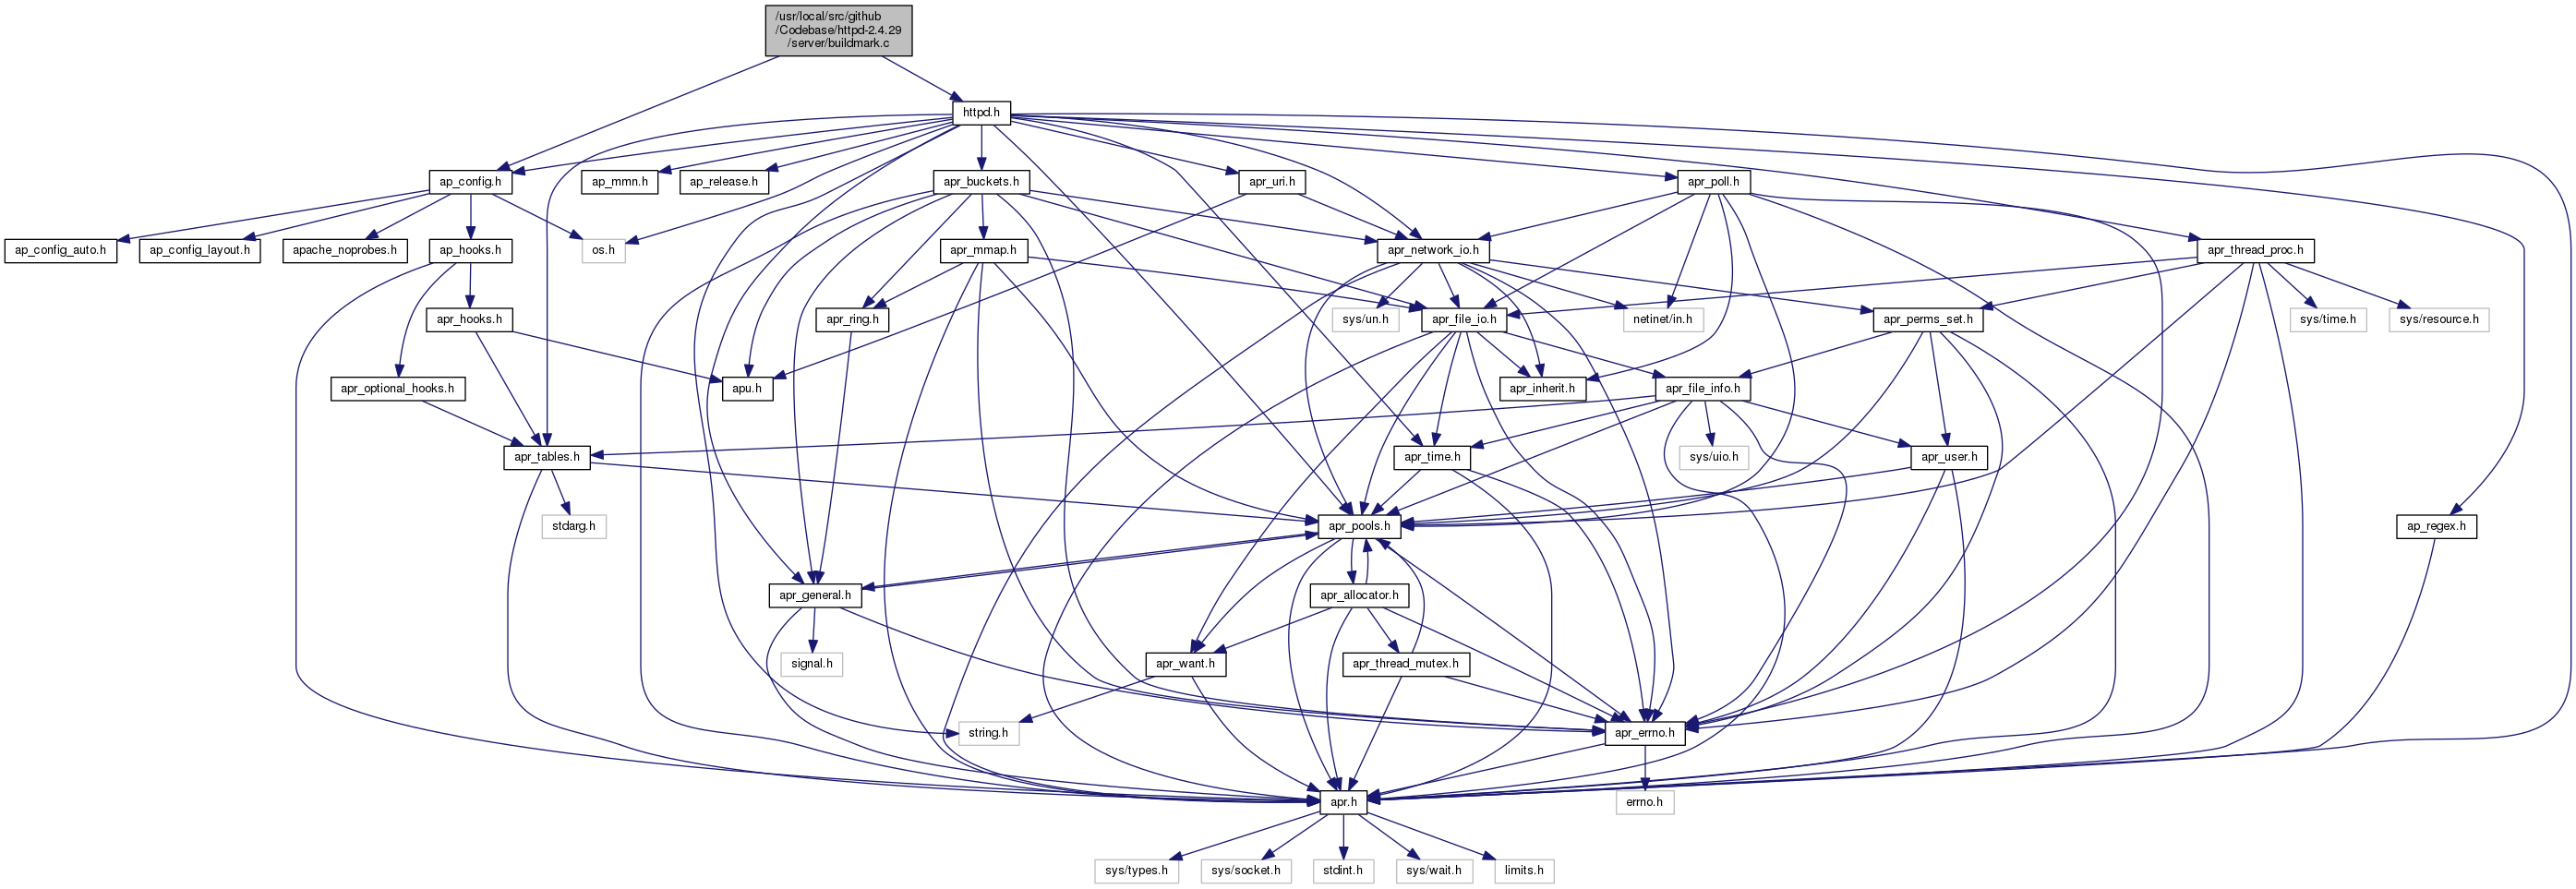 /usr/local/src/github
/Codebase/httpd-2.4.29
/server/buildmark.c
httpd.h
ap_config.h
ap_mmn.h
ap_release.h
apr_buckets.h
apr_uri.h
apr_poll.h
ap_config_auto.h
ap_config_layout.h
apache_noprobes.h
ap_hooks.h
os.h
apr_mmap.h
apr_network_io.h
apr_thread_proc.h
apr_hooks.h
apr_ring.h
sys/un.h
apr_file_io.h
netinet/in.h
apr_perms_set.h
sys/time.h
sys/resource.h
apr_optional_hooks.h
apu.h
apr_inherit.h
apr_file_info.h
apr_tables.h
apr_time.h
sys/uio.h
apr_user.h
stdarg.h
apr_pools.h
ap_regex.h
apr_general.h
apr_allocator.h
signal.h
apr_want.h
apr_thread_mutex.h
string.h
apr_errno.h
apr.h
errno.h
sys/types.h
sys/socket.h
stdint.h
sys/wait.h
limits.h